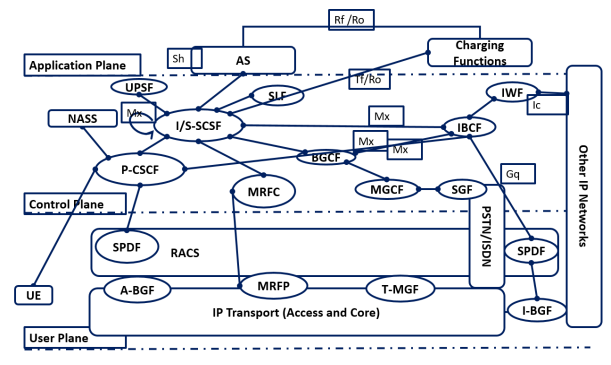 Rf /Ro
Sh
AS
Charging
Functions
Application Plane
Tf/Ro
UPSF
SLF
IWF
Mx
Ic
NASS
I/S-SCSF
Mx
IBCF
Mx
Mx
BGCF
P-CSCF
Gq
MRFC
MGCF
SGF
Other IP Networks
Control Plane
PSTN/ISDN
SPDF
RACS
SPDF
UE
A-BGF
MRFP
T-MGF
IP Transport (Access and Core)
I-BGF
User Plane